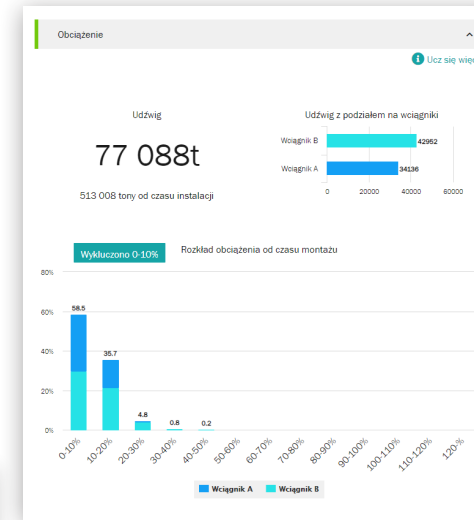 Obciążenie
Ucz się więc
Udźwig
Udźwig z podziałem na wciągniki
77 088t
513 008 tony od czasu instalacji
Wciągnik B
42952
Wciągnik A
34136
0 20000 40000 60000
Wykluczono 0-10%
Rozkład obciążenia od czasu montażu
80%
60%
40%
20%
0%
58.5
35.7
4.8
0.8
0.2
0-10% 10-20% 20-30% 30-40% 40-50% 50-60% 60-70% 70-80% 80-90% 90-100% 100-110% 110-120% 120-%
Wciągnik A Wciągnik B